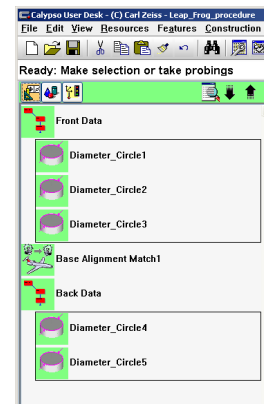 Calypso User Desk - (C) Carl Zeiss - Leap_Frog_procedure
File Edit View Resources Features Construction
Ready: Make selection or take probings
Front Data
Diameter_Circle1
Diameter_Circle2
Diameter_Circle3
Base Alignment Match1
Back Data
Diameter_Circle4
Diameter_Circle5